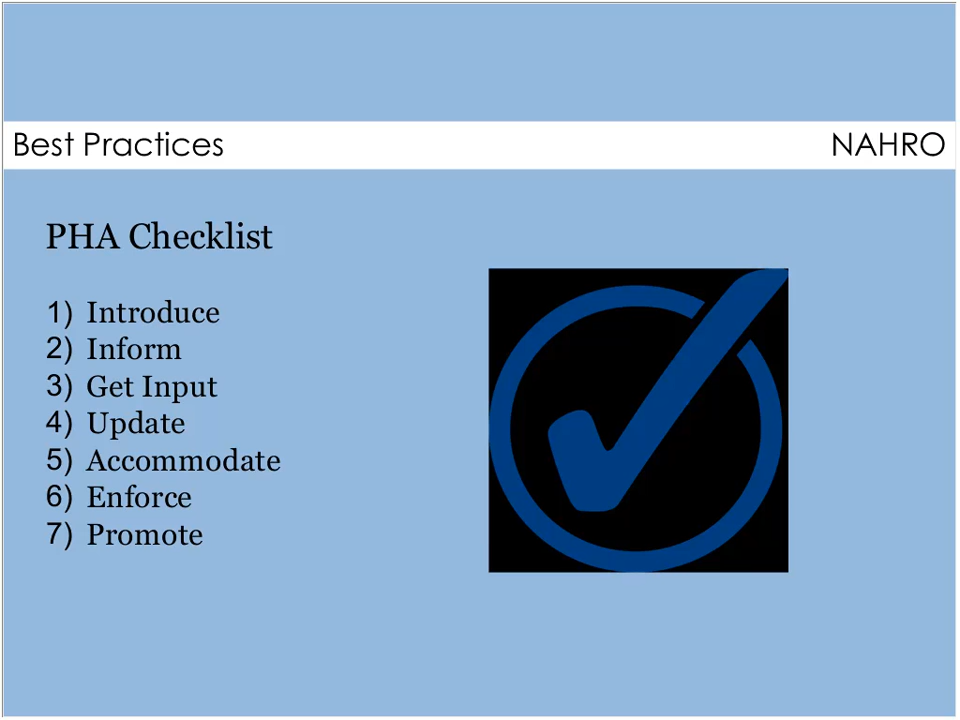 Best Practices NAHRO
PHA Checklist
1) Introduce
2) Inform
3) Get Input
4) Update
5) Accommodate
6) Enforce
7) Promote